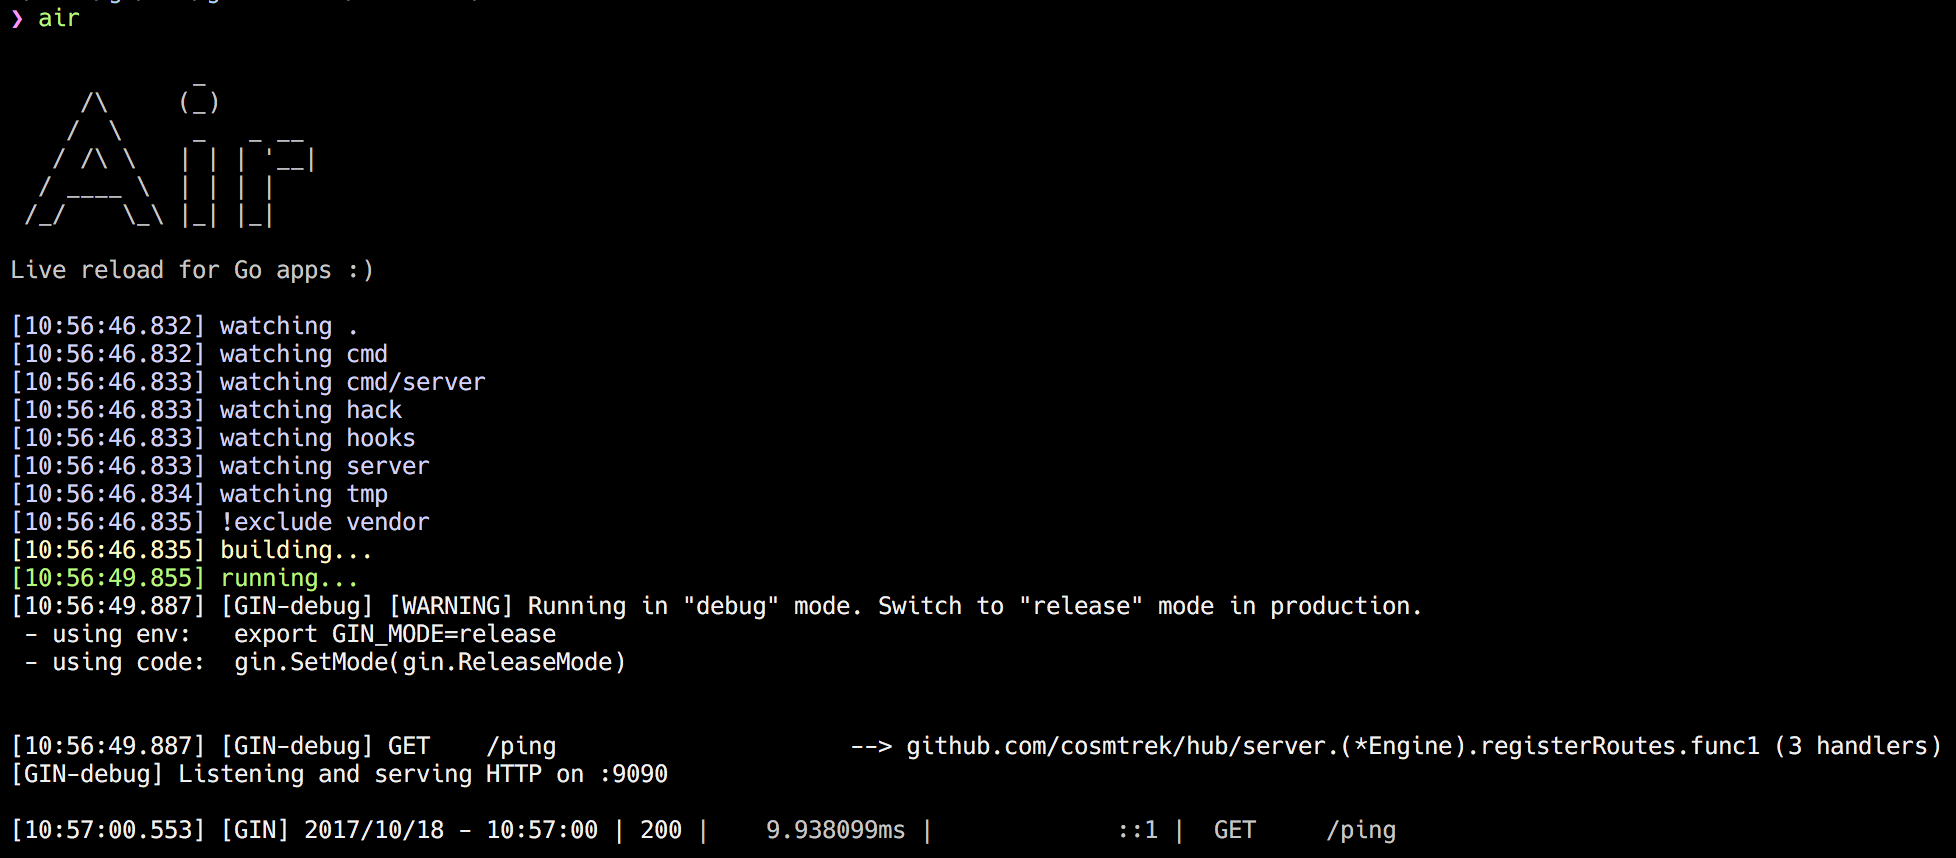 ❯ air
              _
     /\     (_)
    /  \     _   _ __
   / /\ \   | | | '__|
  / ____ \  | | | |
 /_/    \_\ |_| |_|
Live reload for Go apps :)
[10:56:46.832] watching .
[10:56:46.832] watching cmd
[10:56:46.833] watching cmd/server
[10:56:46.833] watching hack
[10:56:46.833] watching hooks
[10:56:46.833] watching server
[10:56:46.834] watching tmp
[10:56:46.835] !exclude vendor
[10:56:46.835] building...
[10:56:49.855] running...
[10:56:49.887] [GIN-debug] [WARNING] Running in "debug" mode. Switch to "release" mode in production.
 - using env:   export GIN_MODE=release
 - using code:  gin.SetMode(gin.ReleaseMode)
[10:56:49.887] [GIN-debug] GET    /ping                     --> github.com/cosmtrek/hub/server.(*Engine).registerRoutes.func1 (3 handlers)
[GIN-debug] Listening and serving HTTP on :9090
[10:57:00.553] [GIN] 2017/10/18 - 10:57:00 | 200 |    9.938099ms |             ::1 |  GET     /ping